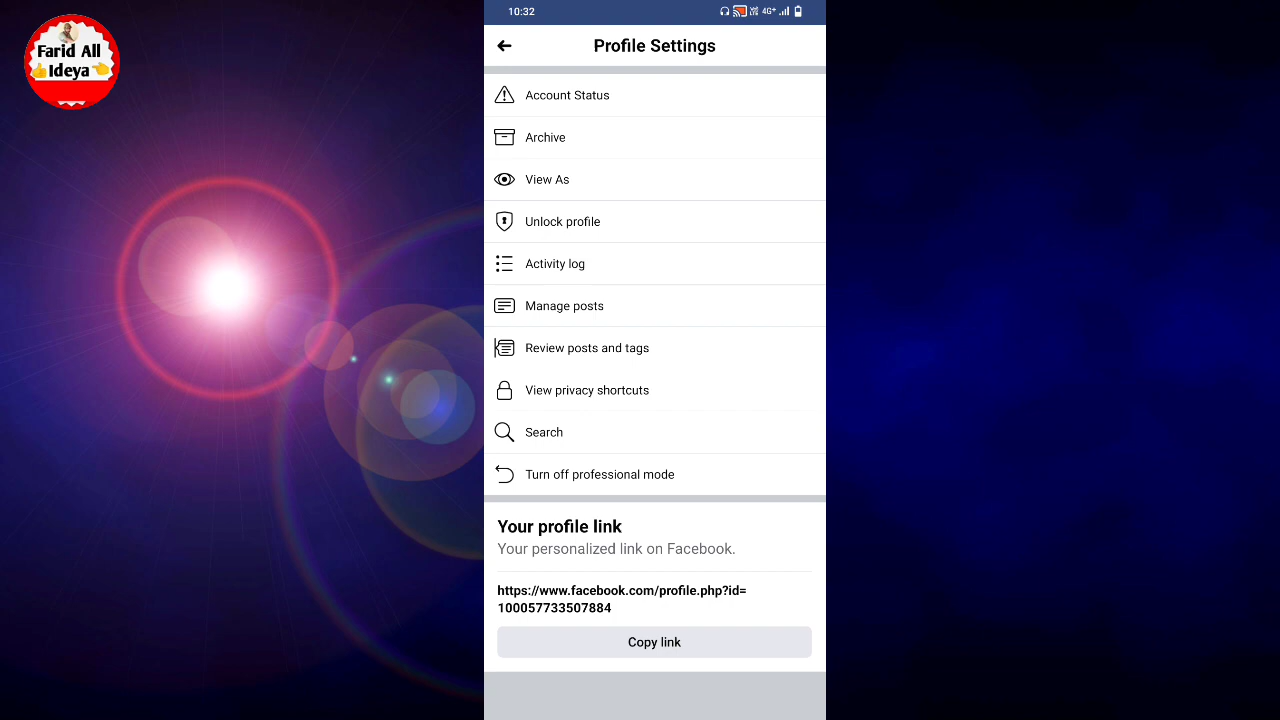 Farid All
Ideya
10:32
4G+
Profile Settings
Account Status
Archive
View As
Unlock profile
Activity log
Manage posts
Review posts and tags
View privacy shortcuts
Search
Turn off professional mode
Your profile link
Your personalized link on Facebook.
https://www.facebook.com/profile.php?id=
100057733507884
Copy link